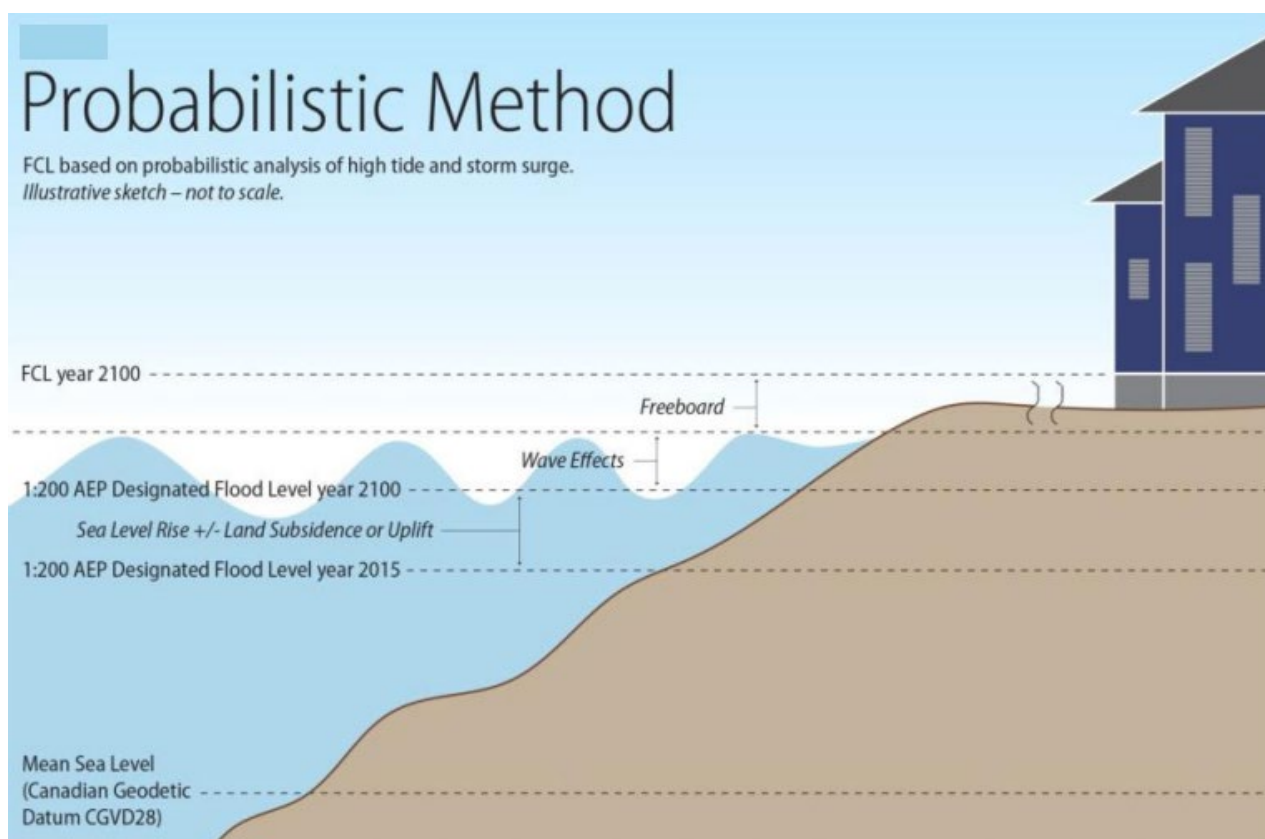 Probabilistic Method
FCL based on probabilistic analysis of high tide and storm surge.
Illustrative sketch – not to scale.
FCL year 2100
Freeboard
Wave Effects
1:200 AEP Designated Flood Level year 2100
Sea Level Rise +/- Land Subsidence or Uplift
1:200 AEP Designated Flood Level year 2015
Mean Sea Level
(Canadian Geodetic
Datum CGVD28)